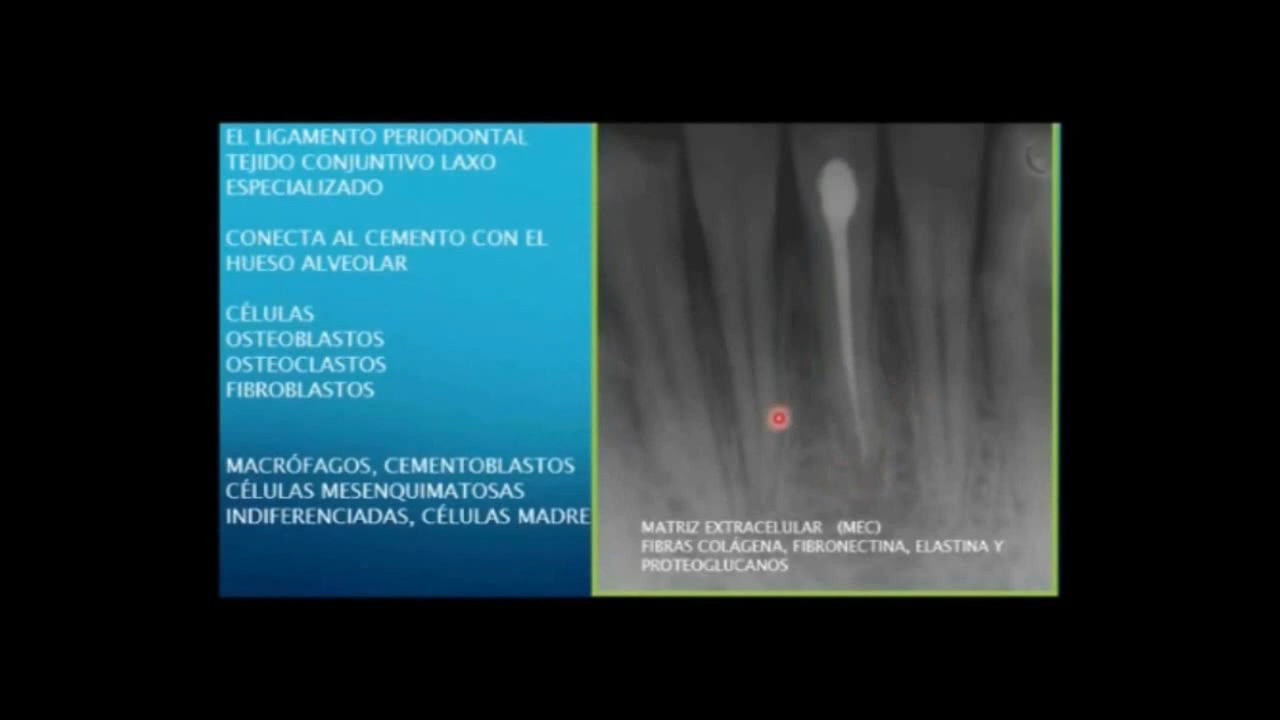 EL LIGAMENTO PERIODONTAL
TEJIDO CONJUNTIVO LAXO
ESPECIALIZADO
CONECTA AL CEMENTO CON EL
HUESO ALVEOLAR
CÉLULAS
OSTEOBLASTOS
OSTEOCLASTOS
FIBROBLASTOS
MACRÓFAGOS, CEMENTOBLASTOS
CÉLULAS MESENQUIMATOSAS
INDIFERENCIADAS, CÉLULAS MADRE
MATRIZ EXTRACELULAR (MEC)
FIBRAS COLÁGENA, FIBRONECTINA, ELASTINA Y
PROTEOGLUCANOS